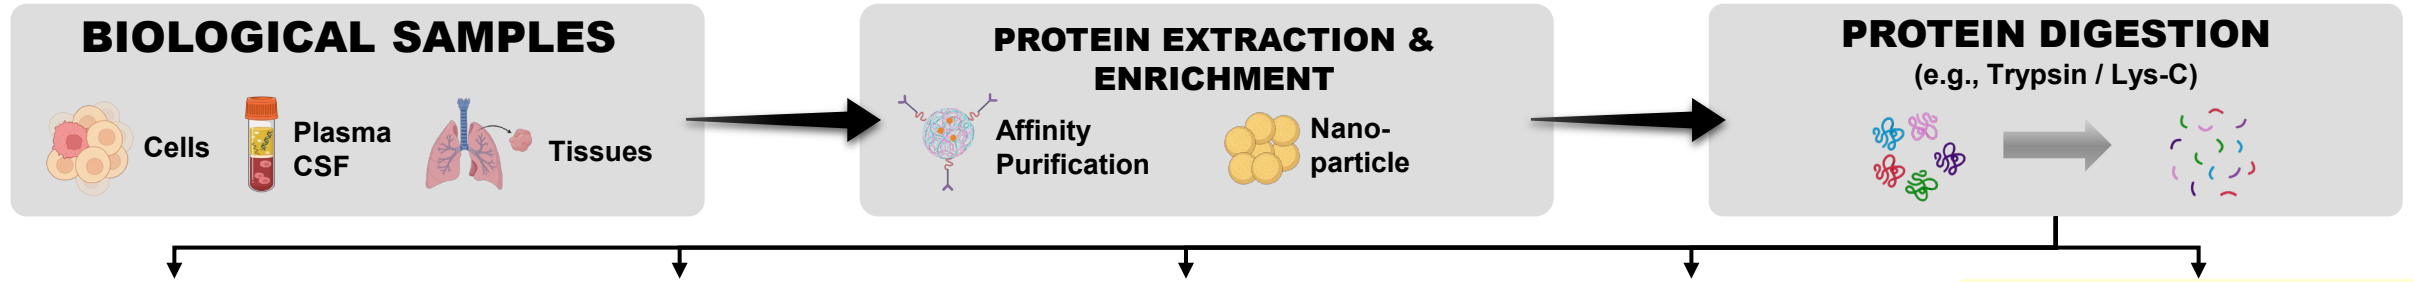 BIOLOGICAL SAMPLES
Cells
Plasma
CSF
Tissues
PROTEIN EXTRACTION &
ENRICHMENT
Affinity
Purification
Nano-
particle
PROTEIN DIGESTION
(e.g., Trypsin / Lys-C)